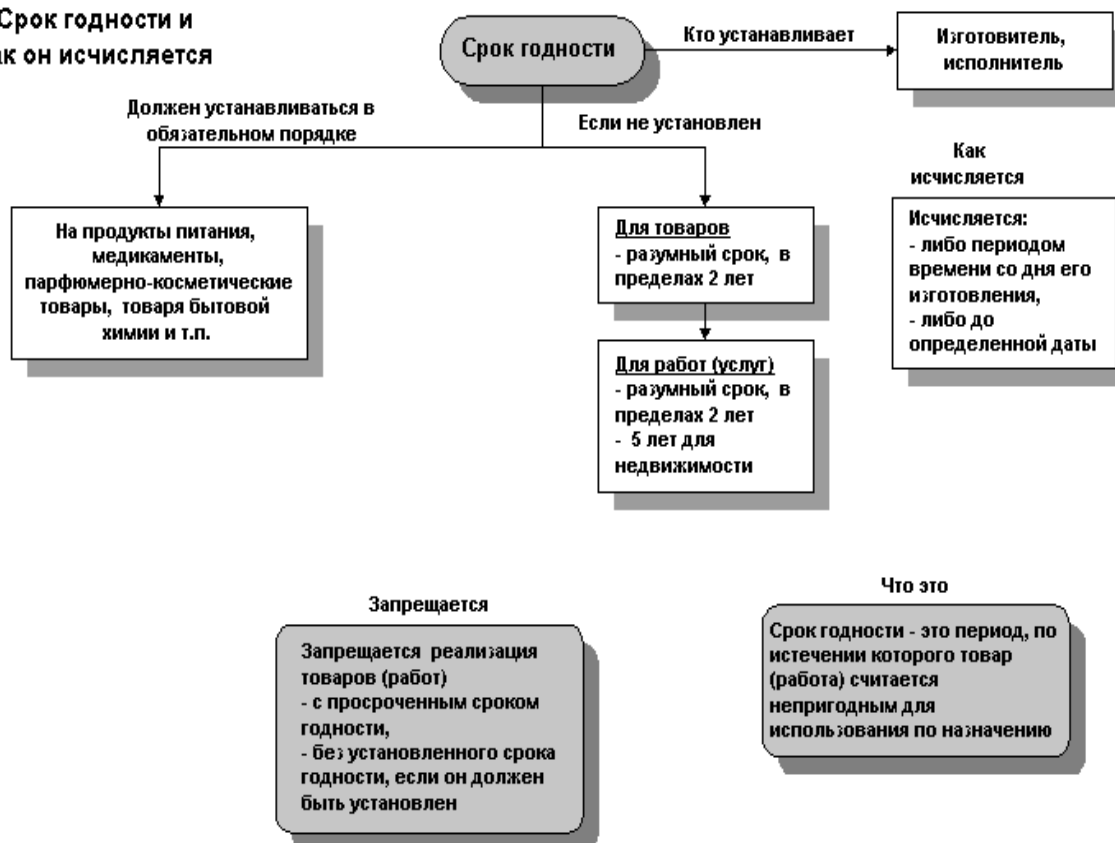 Срок годности и
ак он исчисляется
Срок годности
Кто устанавливает
Изготовитель,
исполнитель
Должен устанавливаться в
обязательном порядке
Если не установлен
На продукты питания,
медикаменты,
парфюмерно-косметические
товары, товаря бытовой
химии и т.п.
Для товаров
- разумный срок, в
пределах 2 лет
Для работ (услуг)
- разумный срок, в
пределах 2 лет
- 5 лет для
недвижимости
Как
исчисляется
Исчисляется:
- либо периодом
времени со дня его
изготовления,
- либо до
определенной даты
Запрещается
Запрещается реализация
товаров (работ)
- с просроченным сроком
годности,
- без установленного срока
годности, если он должен
быть установлен
Что это
Срок годности - это период, по
истечении которого товар
(работа) считается
непригодным для
использования по назначению